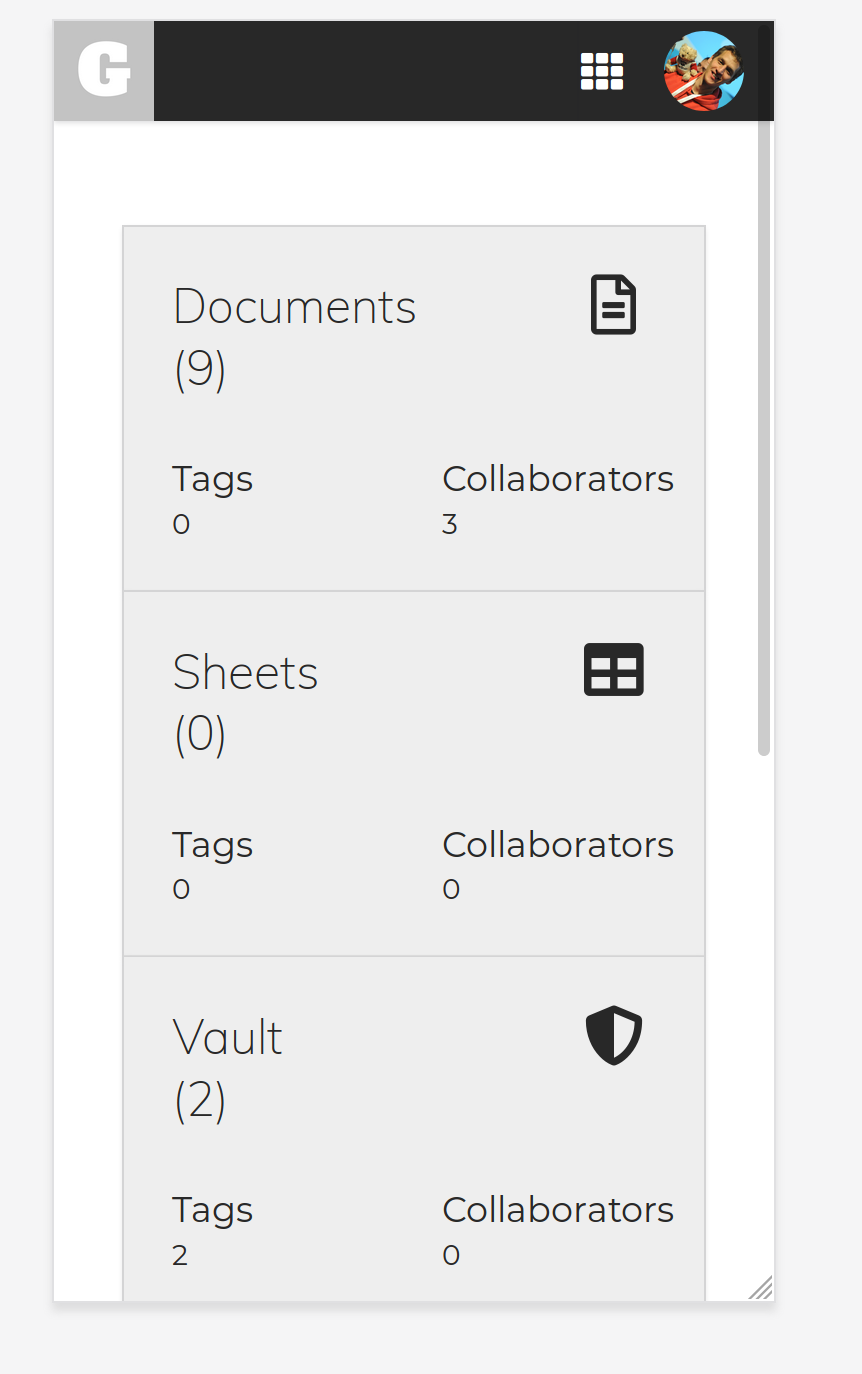 G
Documents
(9)
Tags
Collaborators
0
3
Sheets
(0)
Tags
Collaborators
0
0
Vault
(2)
Tags
Collaborators
2
0